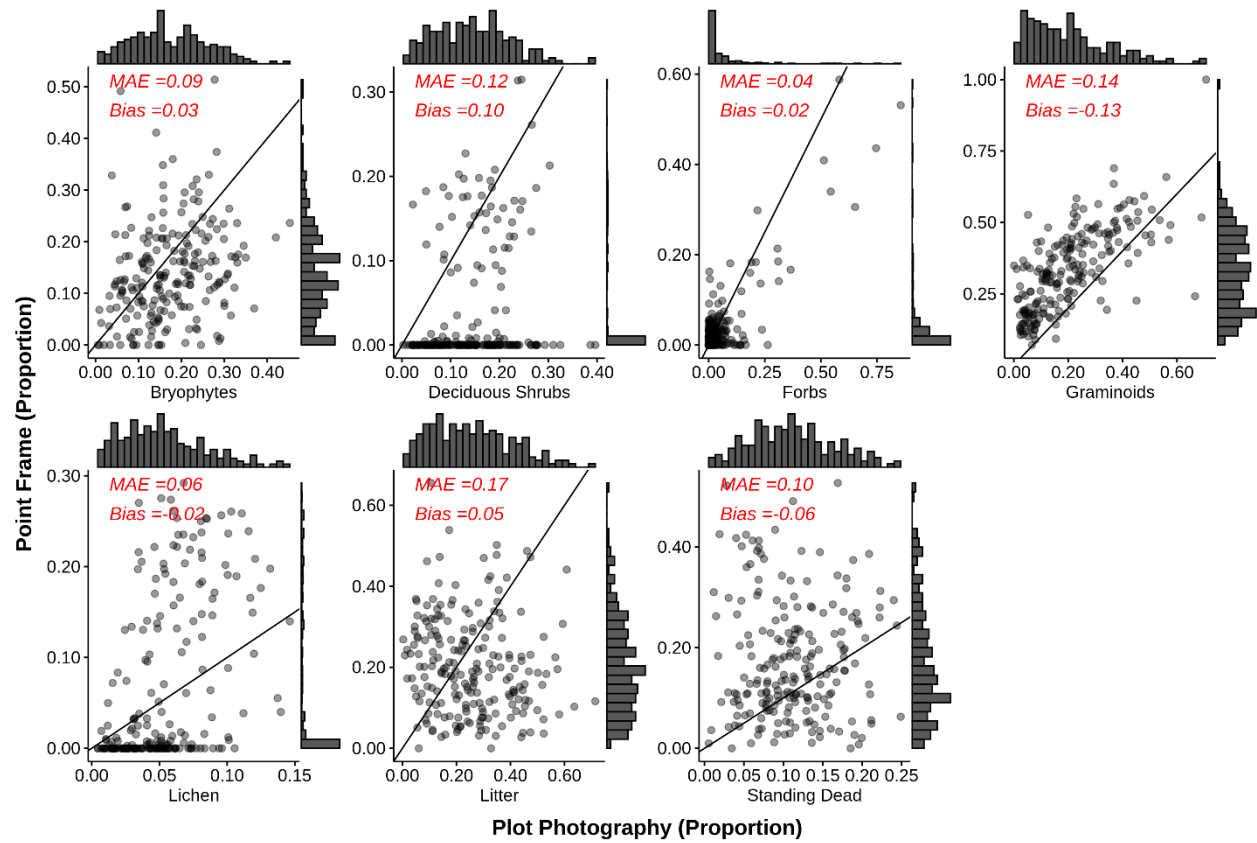 MAE =0.09
Bias =0.03
0.50
0.40
0.30
0.20
0.10
0.00
0.00 0.10 0.20 0.30 0.40
Bryophytes
MAE =0.12
Bias =0.10
0.30
0.20
0.10
0.00
0.00 0.10 0.20 0.30 0.40
Deciduous Shrubs
MAE =0.04
Bias =0.02
0.60
0.40
0.20
0.00
0.00 0.25 0.50 0.75
Forbs
MAE =0.14
Bias =-0.13
1.00
0.75
0.50
0.25
0.00 0.20 0.40 0.60
Graminoids
Point Frame (Proportion)
MAE =0.06
Bias =-0.02
0.30
0.20
0.10
0.00
0.00 0.05 0.10 0.15
Lichen
MAE =0.17
Bias =0.05
0.60
0.40
0.20
0.00
0.00 0.20 0.40 0.60
Litter
MAE =0.10
Bias =-0.06
0.40
0.20
0.00
0.00 0.05 0.10 0.15 0.20 0.25
Standing Dead
Plot Photography (Proportion)